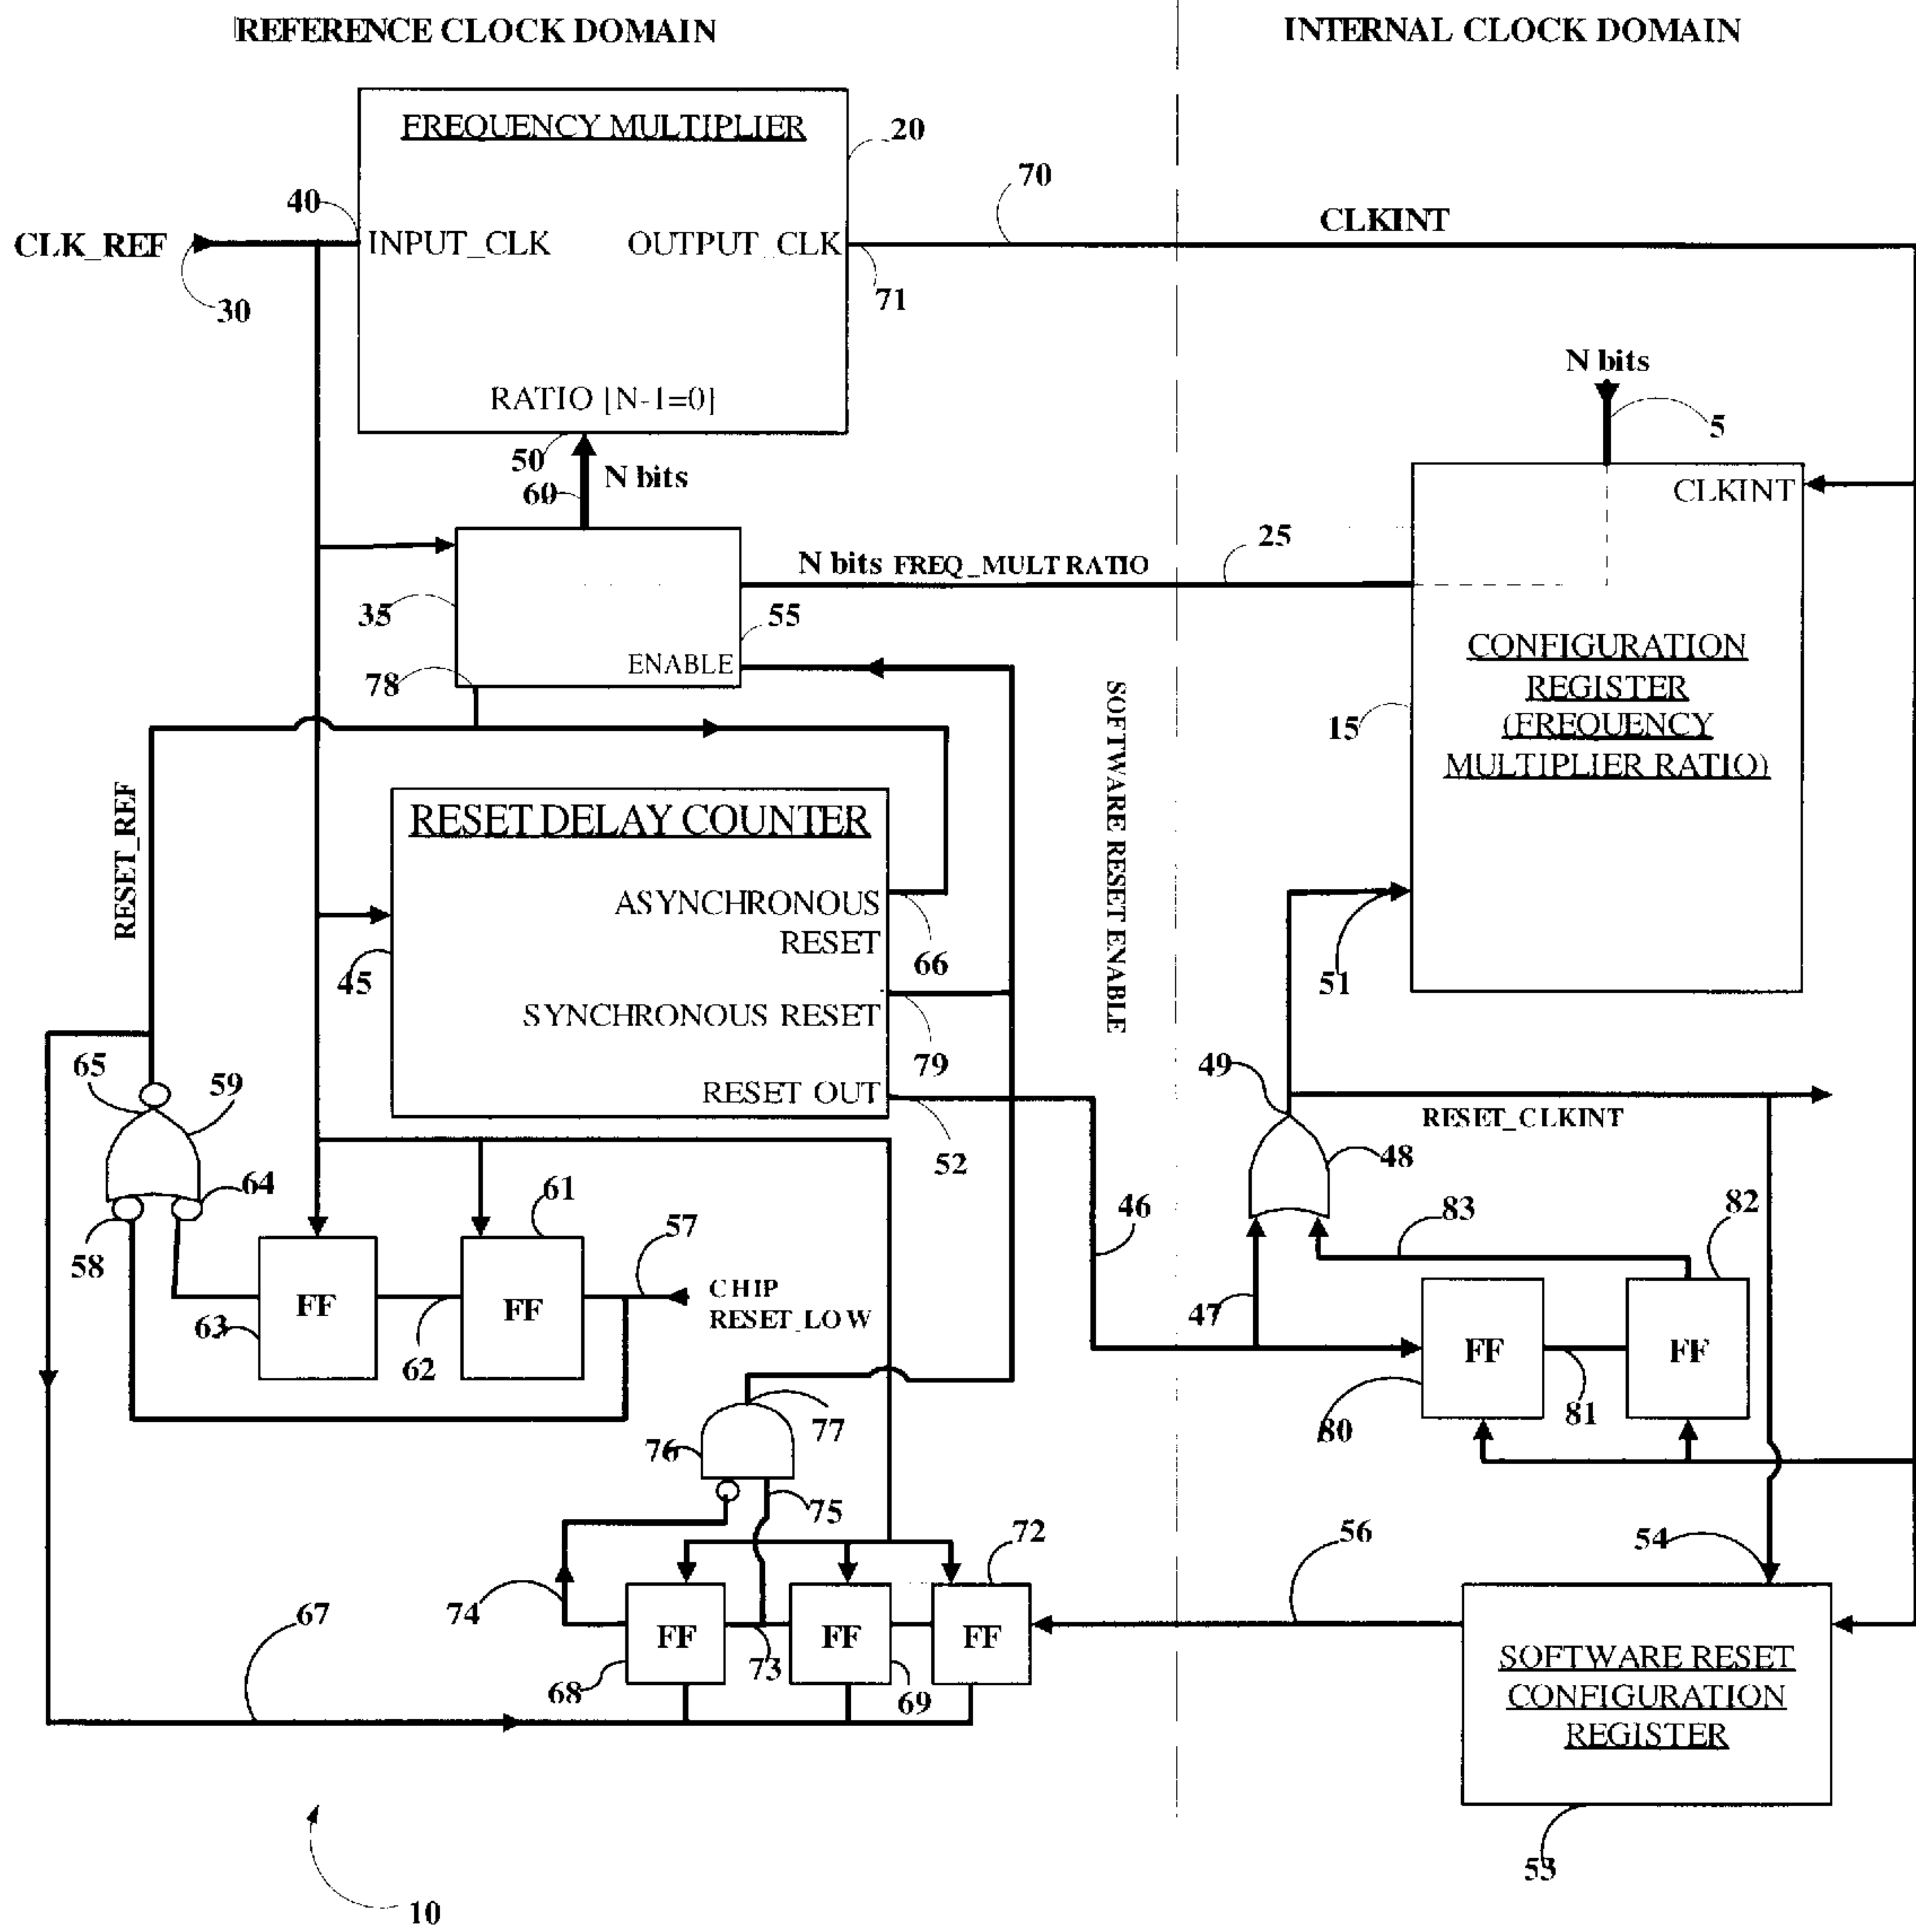 REFERENCE CLOCK DOMAIN
INTERNAL CLOCK DOMAIN
FREQUENCY MULTIPLIER
20
70
40
CLKINT
CLK_REF
INPUT_CLK
OUTPUT_CLK
30
71
N bits
RATIO [N-1=0]
5
50
N bits
60
CLKINT
25
N bits FREQ_MULT RATIO
35
55
ENABLE
78
CONFIGURATION
REGISTER
(FREQUENCY
MULTIPLIER RATIO)
15
SOFTWARE RESET ENABLE
RESET_REF
RESET DELAY COUNTER
ASYNCHRONOUS
RESET
45
66
51
SYNCHRONOUS RESET
79
65
59
49
RESET OUT
RESET_CLKINT
52
48
64
61
46
83
82
58
57
63
FF
62
FF
CHIP
RESET_LOW
47
FF
FF
80
81
76
77
75
72
56
54
74
67
FF
FF
FF
68
73
69
SOFTWARE RESET
CONFIGURATION
REGISTER
53
10